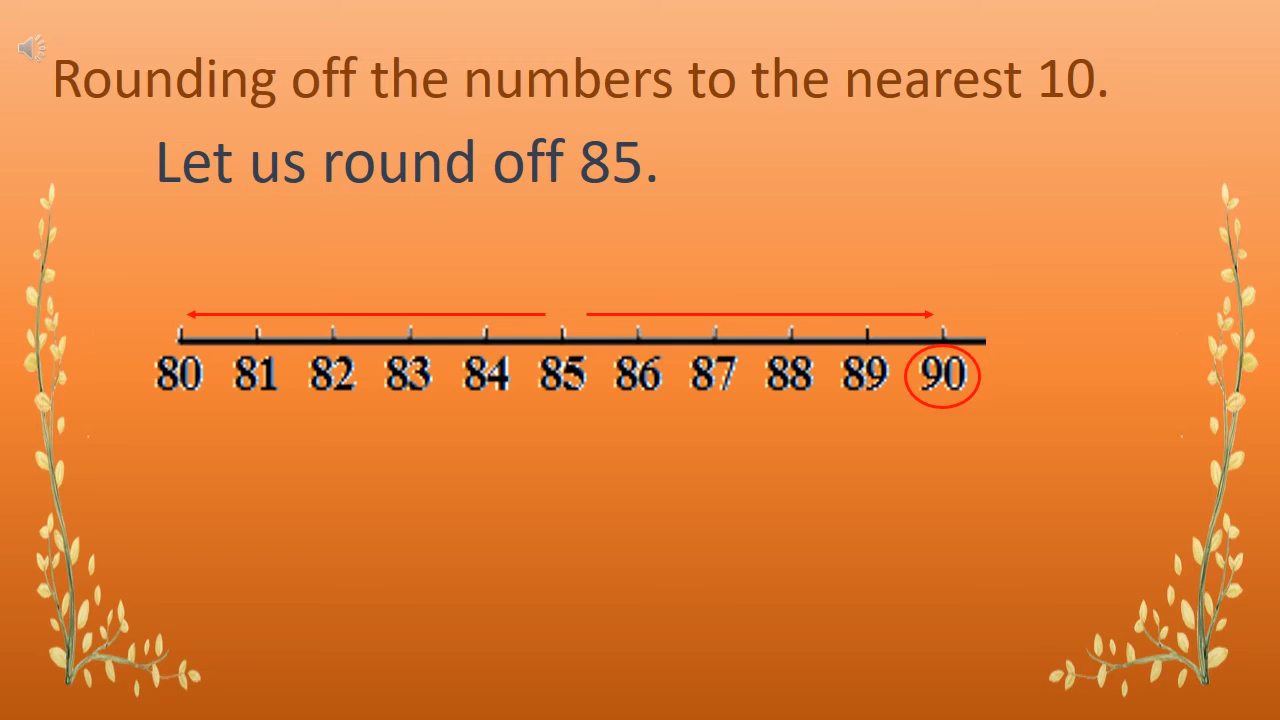 Rounding off the numbers to the nearest 10.
Let us round off 85.
80 81 82 83 84 85 86 87 88 89 90